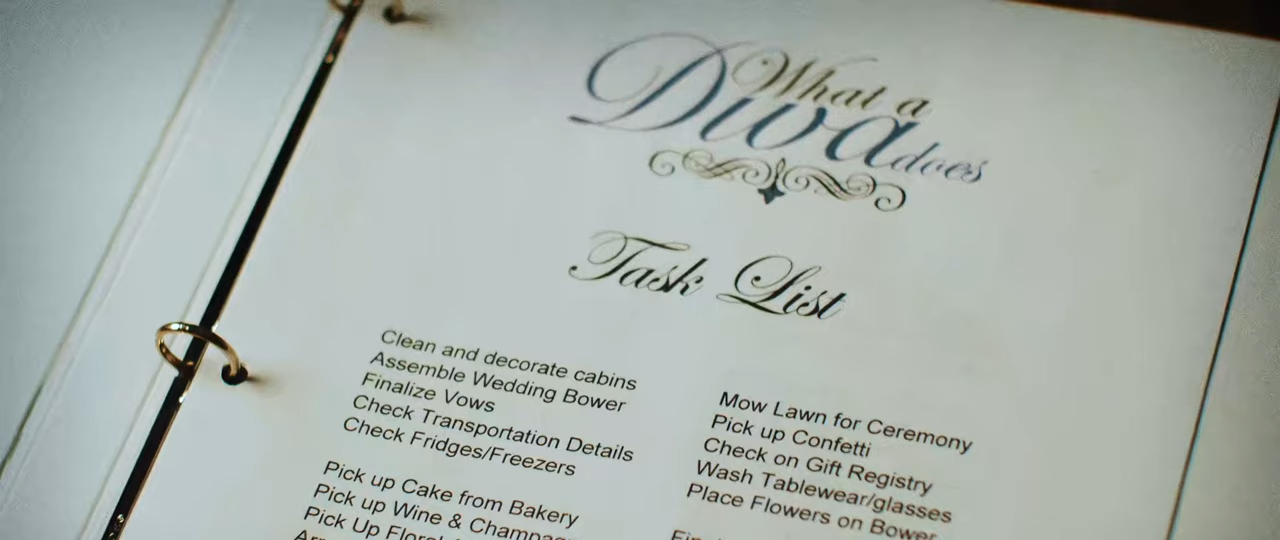 What a
Diva does
Task List
Clean and decorate cabins
Assemble Wedding Bower
Finalize Vows
Check Transportation Details
Check Fridges/Freezers
Pick up Cake from Bakery
Pick up Wine &
Pick Up
Mow Lawn for Ceremony
Pick up Confetti
Check on Gift Registry
Wash Tablewear/glasses
Place Flowers on Bower